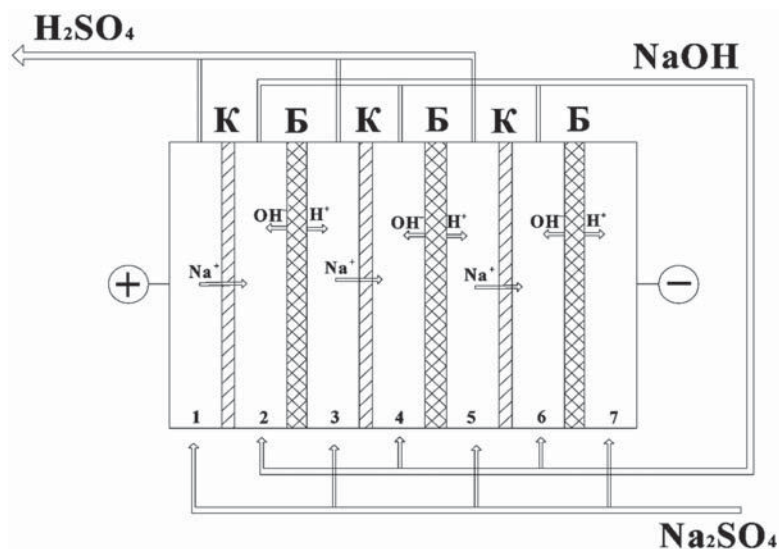 H₂SO₄
NaOH
К Б К Б К Б
OH⁻ H⁺ OH⁻ H⁺ OH⁻ H⁺
Na⁺ Na⁺ Na⁺
+ −
1 2 3 4 5 6 7
Na₂SO₄